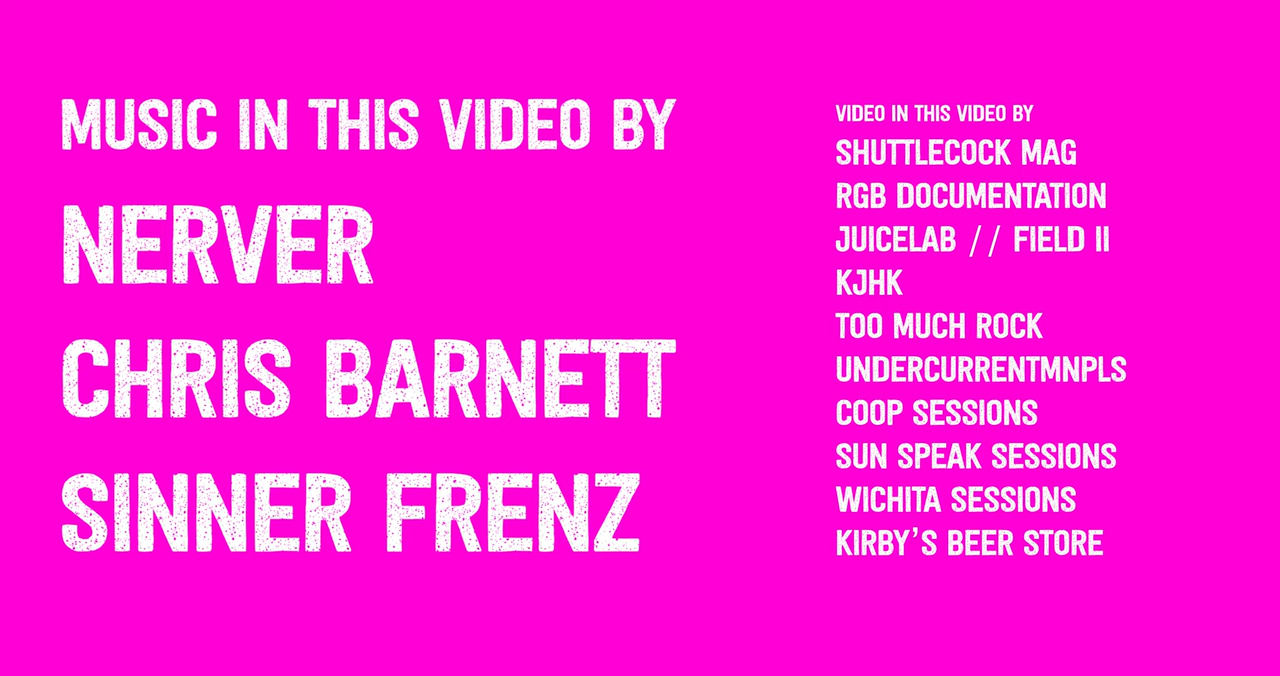 MUSIC IN THIS VIDEO BY
NERVER
CHRIS BARNETT
SINNER FRENZ
VIDEO IN THIS VIDEO BY
SHUTTLECOCK MAG
RGB DOCUMENTATION
JUICELAB // FIELD II
KJHK
TOO MUCH ROCK
UNDERCURRENTMNPLS
COOP SESSIONS
SUN SPEAK SESSIONS
WICHITA SESSIONS
KIRBY’S BEER STORE